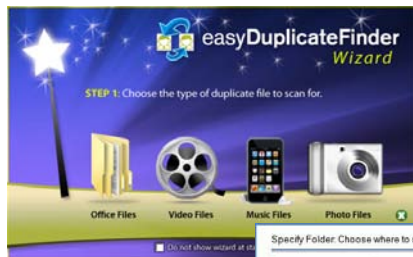 easyDuplicateFinder
Wizard
STEP 1: Choose the type of duplicate file to scan for.
Office Files Video Files Music Files Photo Files
Do not show wizard at sta
Specify Folder: Choose where to